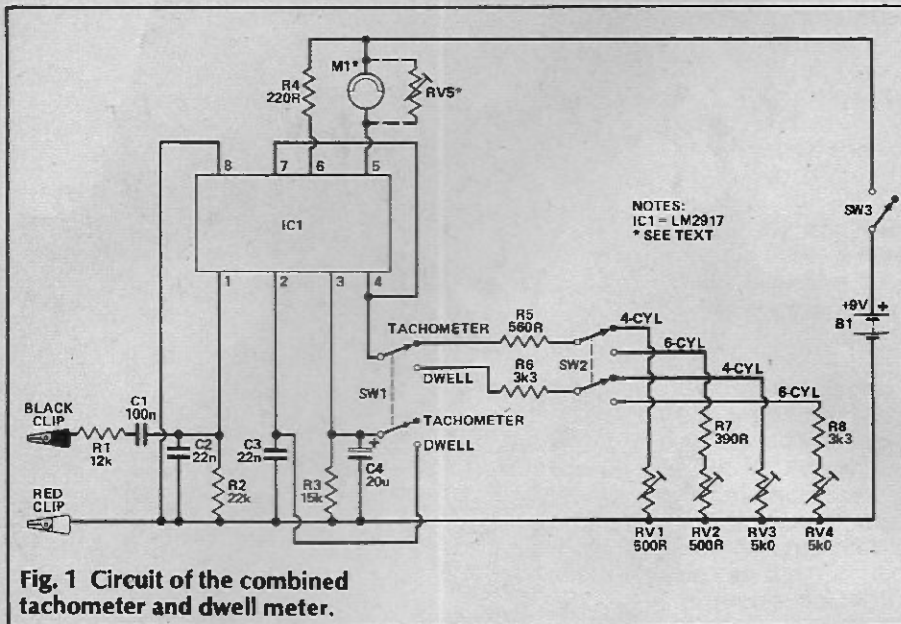 R4
220R
M1*
RV5*
8
7
6
5
IC1
1
2
3
4
NOTES:
IC1 = LM2917
* SEE TEXT
SW3
+9V
+
B1
TACHOMETER
R5
560R
4-CYL
6-CYL
SW2
4-CYL
6-CYL
SW1
DWELL
R6
3k3
TACHOMETER
DWELL
BLACK
CLIP
R1
12k
C1
100n
C2
22n
R2
22k
C3
22n
R3
15k
+
C4
20u
R7
390R
R8
3k3
RED
CLIP
RV1
500R
RV2
500R
RV3
5k0
RV4
5k0
Fig. 1 Circuit of the combined
tachometer and dwell meter.